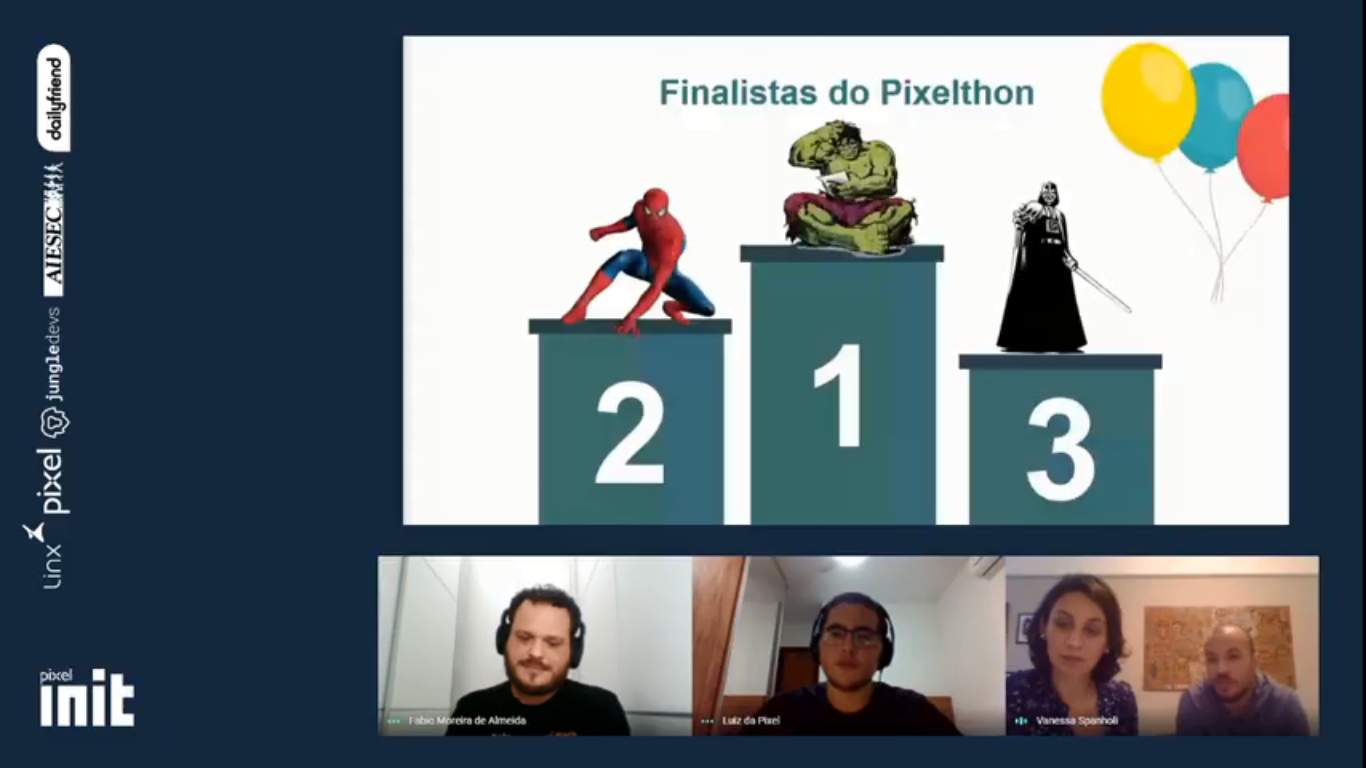 dailyfriend
AIESEC
jungledevs
pixel
Linx
pixel
init
Finalistas do Pixelthon
2
1
3
Fabio Moreira de Almeida
Luiz da Pixel
Vanessa Spanholi